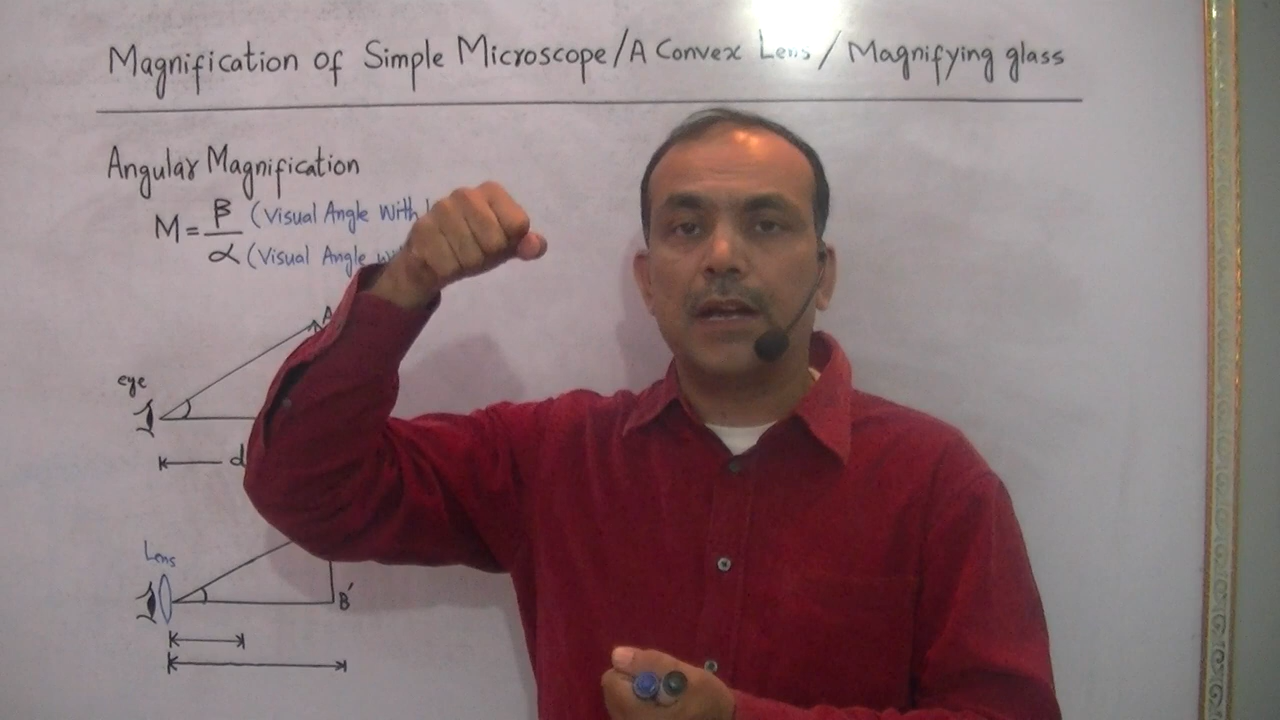 Magnification of Simple Microscope/A Convex Lens/Magnifying glass
Angular Magnification
M = β (Visual Angle With
α (Visual Angle
A
eye
d
Lens
B'